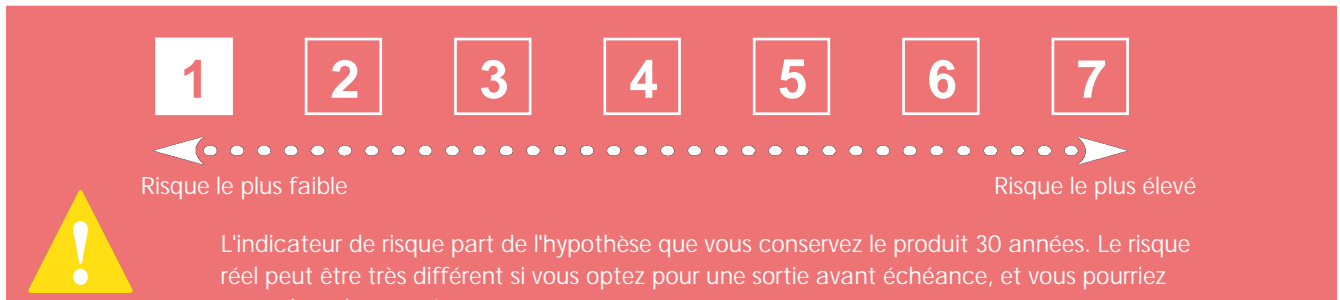 1 2 3 4 5 6 7
Risque le plus faible Risque le plus élevé
L'indicateur de risque part de l'hypothèse que vous conservez le produit 30 années. Le risque
réel peut être très différent si vous optez pour une sortie avant échéance, et vous pourriez